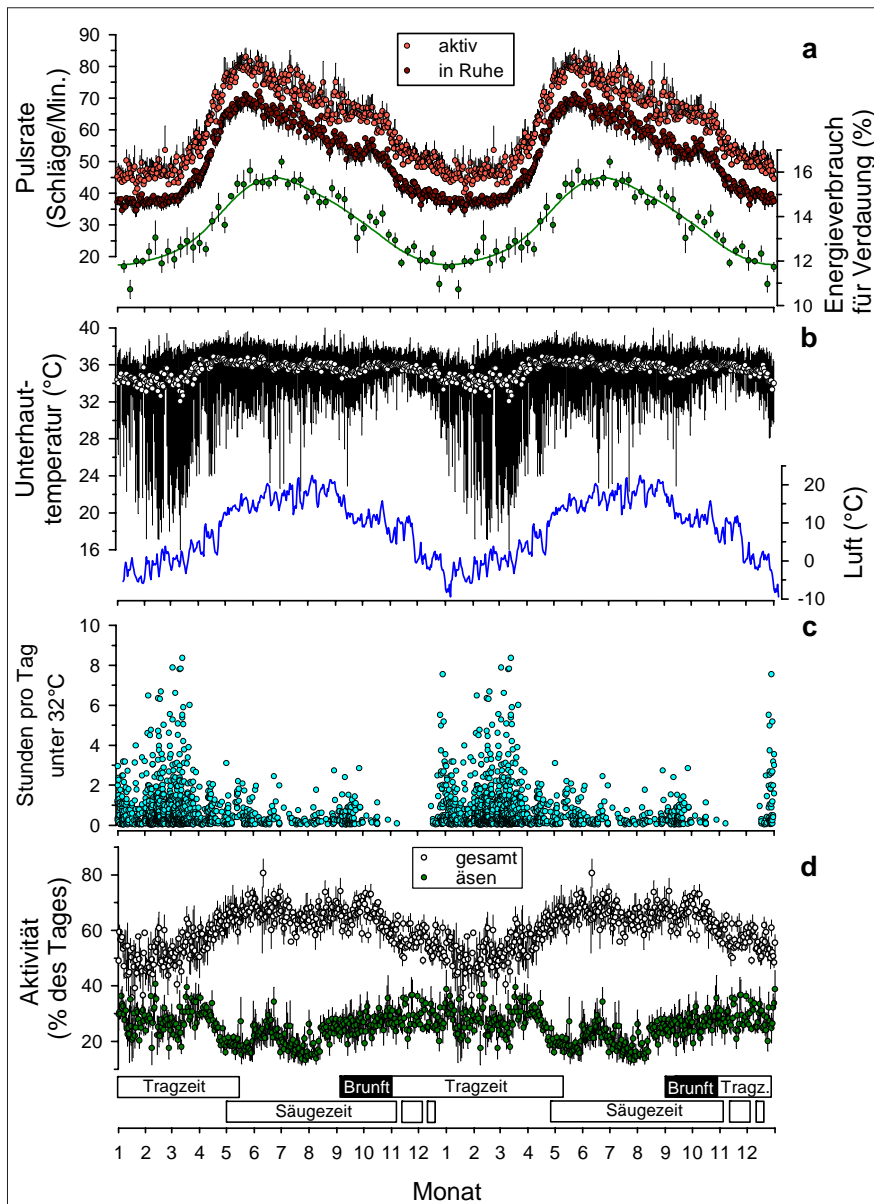 a
aktiv
in Ruhe
90
80
70
60
50
40
30
20
Pulsrate
(Schläge/Min.)
16
14
12
10
Energieverbrauch
für Verdauung (%)
b
40
36
32
28
24
20
16
Unterhaut-
temperatur (°C)
20
10
0
-10
Luft (°C)
c
10
8
6
4
2
0
Stunden pro Tag
unter 32°C
d
gesamt
äsen
80
60
40
20
Aktivität
(% des Tages)
Tragzeit Brunft Tragzeit Brunft Tragz.
Säugezeit Säugezeit
1 2 3 4 5 6 7 8 9 10 11 12 1 2 3 4 5 6 7 8 9 10 11 12
Monat